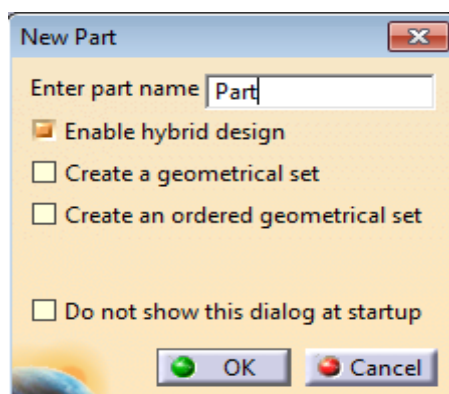 New Part
Enter part name Part
Enable hybrid design
Create a geometrical set
Create an ordered geometrical set
Do not show this dialog at startup
OK Cancel